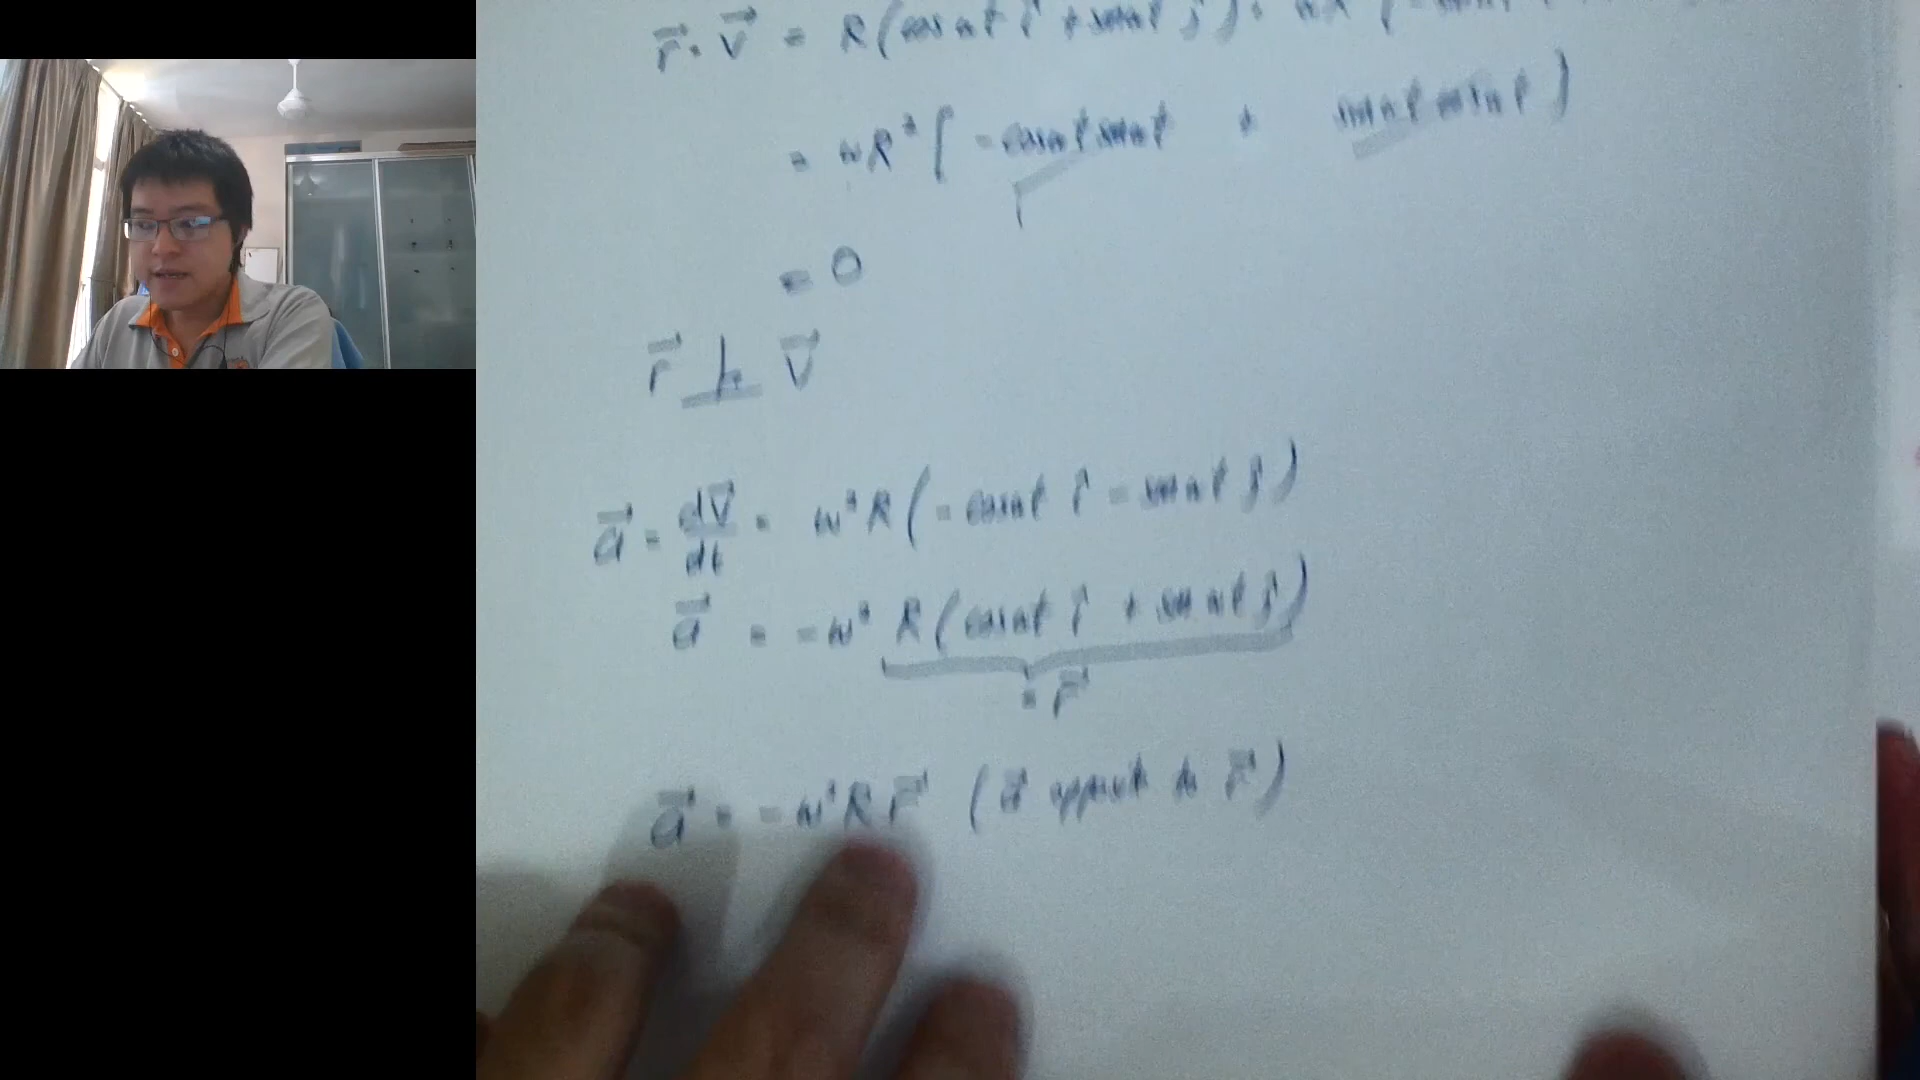 r⃗ · v⃗ = R(cos ωt î + sin ωt ĵ) · ωR(-sin
= ωR²[-cos ωt sin ωt + sin ωt cos ωt)
= 0
r⃗ ⊥ v⃗
a⃗ = dv⃗/dt = ω²R(-cos ωt î - sin ωt ĵ)
a⃗ = -ω² R(cos ωt î + sin ωt ĵ)
= r⃗
a⃗ = -ω²R r⃗ (a⃗ to r⃗)